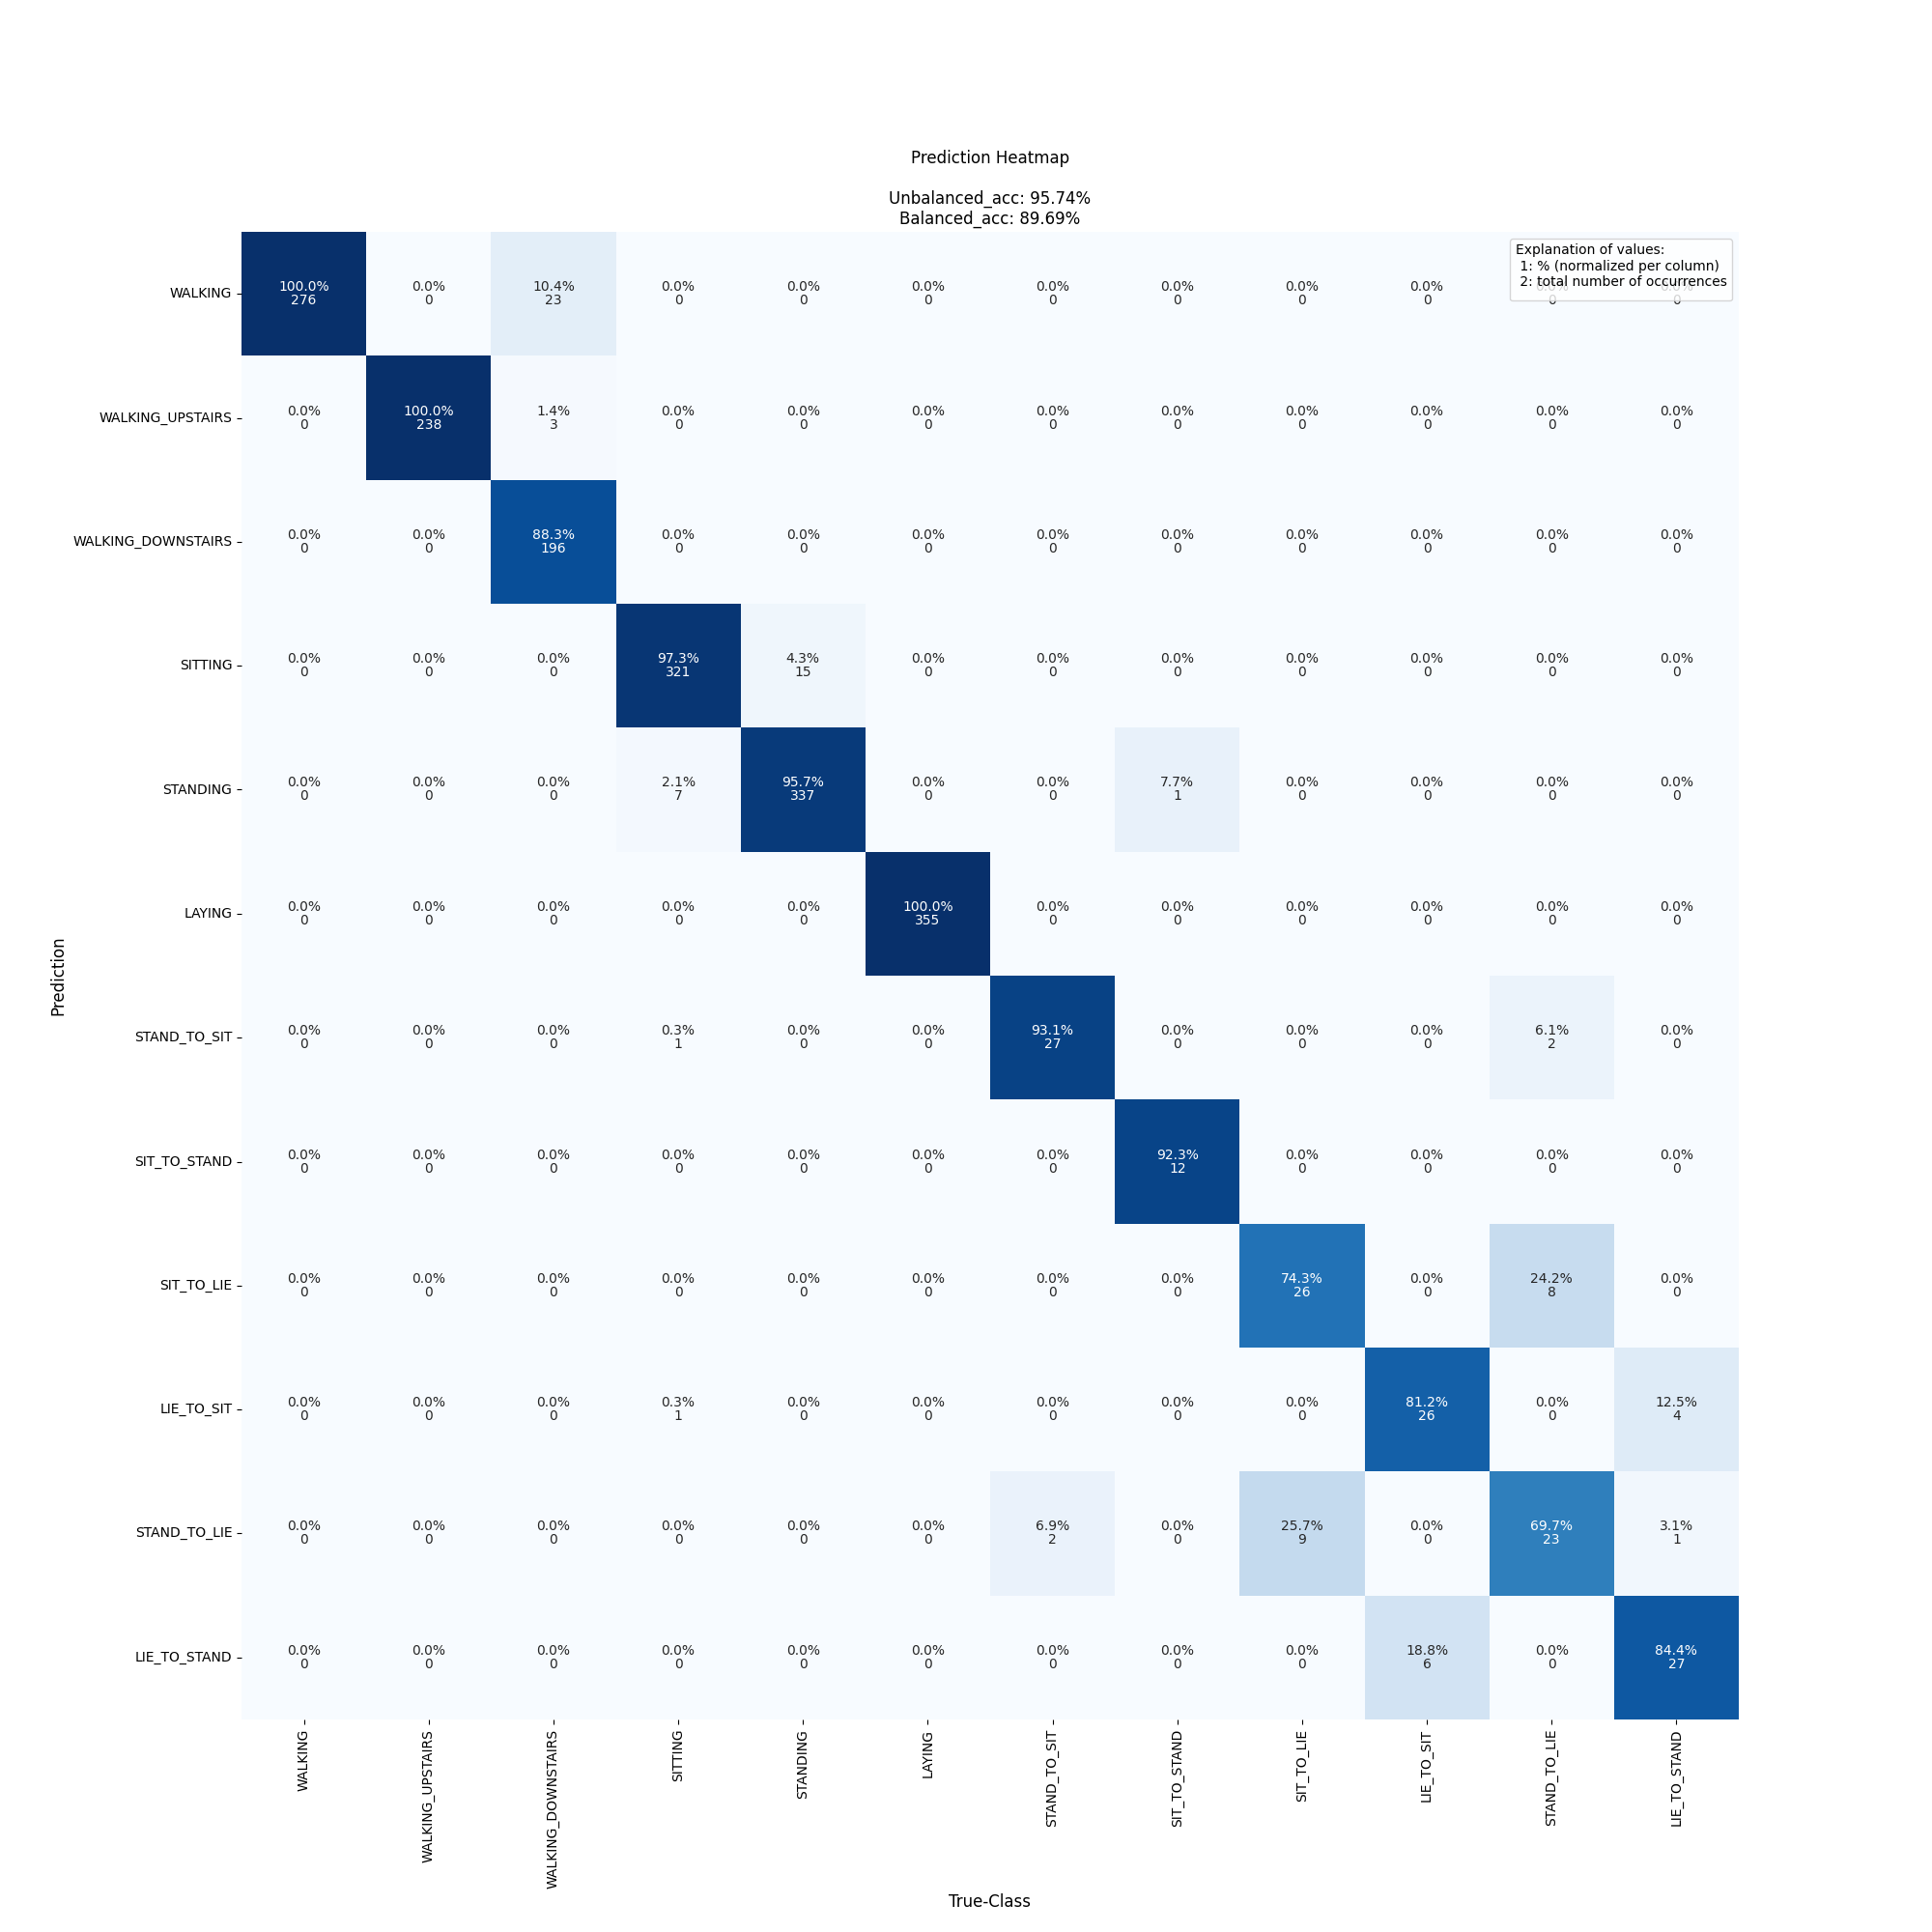 Prediction Heatmap
Unbalanced_acc: 95.74%
Balanced_acc: 89.69%
Explanation of values:
1: % (normalized per column)
2: total number of occurrences
WALKING
100.0% 0.0% 10.4% 0.0% 0.0% 0.0% 0.0% 0.0% 0.0% 0.0%
276 0 23 0 0 0 0 0 0 0 0 0
WALKING_UPSTAIRS
0.0% 100.0% 1.4% 0.0% 0.0% 0.0% 0.0% 0.0% 0.0% 0.0% 0.0% 0.0%
0 238 3 0 0 0 0 0 0 0 0 0
WALKING_DOWNSTAIRS
0.0% 0.0% 88.3% 0.0% 0.0% 0.0% 0.0% 0.0% 0.0% 0.0% 0.0% 0.0%
0 0 196 0 0 0 0 0 0 0 0 0
SITTING
0.0% 0.0% 0.0% 97.3% 4.3% 0.0% 0.0% 0.0% 0.0% 0.0% 0.0% 0.0%
0 0 0 321 15 0 0 0 0 0 0 0
STANDING
0.0% 0.0% 0.0% 2.1% 95.7% 0.0% 0.0% 7.7% 0.0% 0.0% 0.0% 0.0%
0 0 0 7 337 0 0 1 0 0 0 0
LAYING
0.0% 0.0% 0.0% 0.0% 0.0% 100.0% 0.0% 0.0% 0.0% 0.0% 0.0% 0.0%
0 0 0 0 0 355 0 0 0 0 0 0
Prediction
STAND_TO_SIT
0.0% 0.0% 0.0% 0.3% 0.0% 0.0% 93.1% 0.0% 0.0% 0.0% 6.1% 0.0%
0 0 0 1 0 0 27 0 0 0 2 0
SIT_TO_STAND
0.0% 0.0% 0.0% 0.0% 0.0% 0.0% 0.0% 92.3% 0.0% 0.0% 0.0% 0.0%
0 0 0 0 0 0 0 12 0 0 0 0
SIT_TO_LIE
0.0% 0.0% 0.0% 0.0% 0.0% 0.0% 0.0% 0.0% 74.3% 0.0% 24.2% 0.0%
0 0 0 0 0 0 0 0 26 0 8 0
LIE_TO_SIT
0.0% 0.0% 0.0% 0.3% 0.0% 0.0% 0.0% 0.0% 0.0% 81.2% 0.0% 12.5%
0 0 0 1 0 0 0 0 0 26 0 4
STAND_TO_LIE
0.0% 0.0% 0.0% 0.0% 0.0% 0.0% 6.9% 0.0% 25.7% 0.0% 69.7% 3.1%
0 0 0 0 0 0 2 0 9 0 23 1
LIE_TO_STAND
0.0% 0.0% 0.0% 0.0% 0.0% 0.0% 0.0% 0.0% 0.0% 18.8% 0.0% 84.4%
0 0 0 0 0 0 0 0 0 6 0 27
WALKING
WALKING_UPSTAIRS
WALKING_DOWNSTAIRS
SITTING
STANDING
LAYING
STAND_TO_SIT
SIT_TO_STAND
SIT_TO_LIE
LIE_TO_SIT
STAND_TO_LIE
LIE_TO_STAND
True-Class